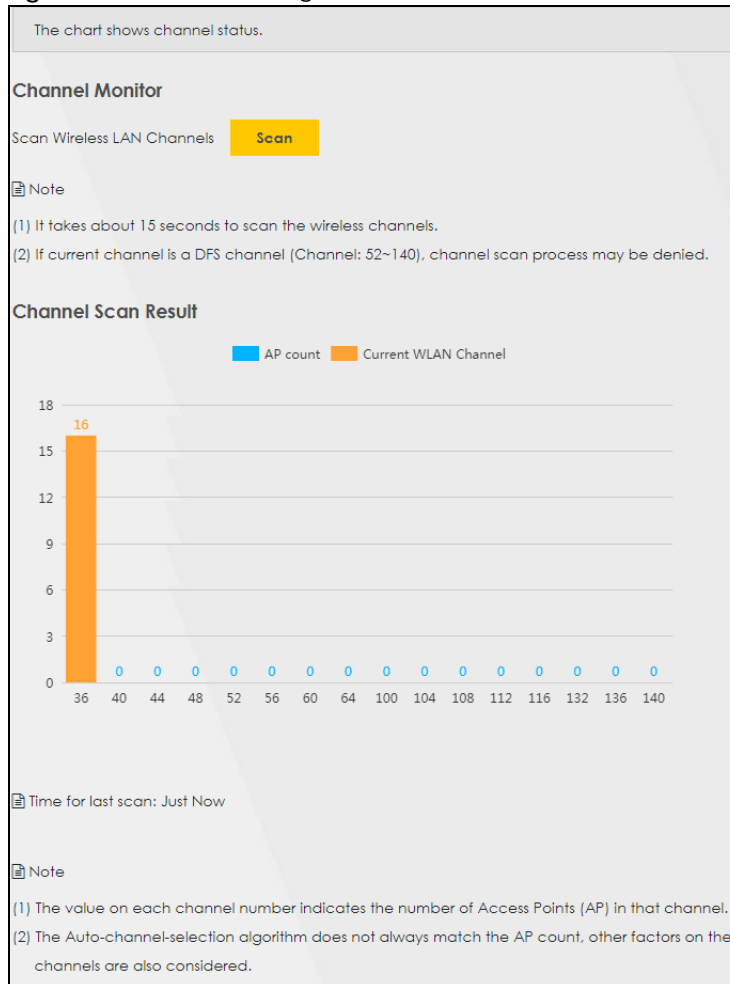 The chart shows channel status.
Channel Monitor
Scan Wireless LAN Channels Scan
Note
(1) It takes about 15 seconds to scan the wireless channels.
(2) If current channel is a DFS channel (Channel: 52~140), channel scan process may be denied.
Channel Scan Result
AP count Current WLAN Channel
18
16
15
12
9
6
3
0 0 0 0 0 0 0 0 0 0 0 0 0 0 0
0
36 40 44 48 52 56 60 64 100 104 108 112 116 132 136 140
Time for last scan: Just Now
Note
(1) The value on each channel number indicates the number of Access Points (AP) in that channel.
(2) The Auto-channel-selection algorithm does not always match the AP count, other factors on the
channels are also considered.